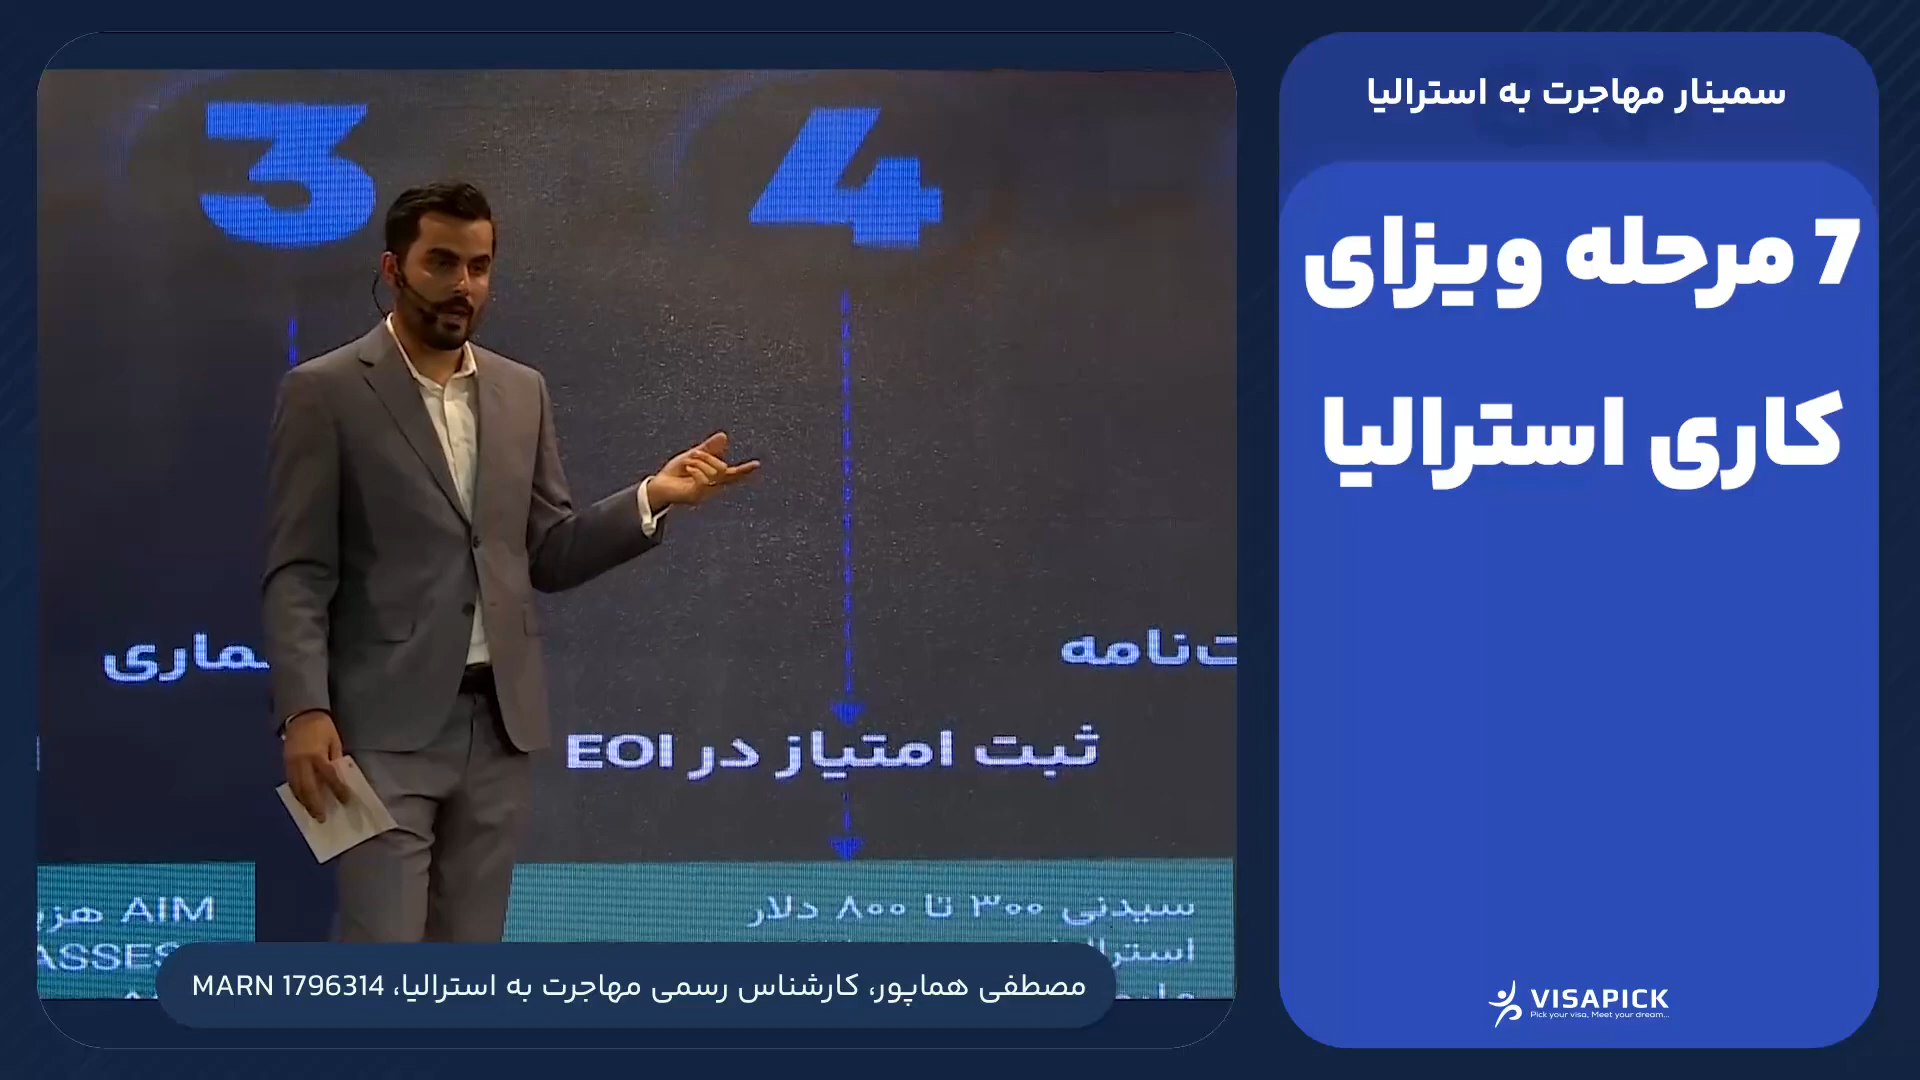 سمینار مهاجرت به استرالیا
7 مرحله ویزای
کاری استرالیا
3
4
ثبت امتیاز در EOI
سیدنی ۳۰۰ تا ۸۰۰ دلار
AIM
مصطفی هماپور، کارشناس رسمی مهاجرت به استرالیا، MARN 1796314
VISAPICK
Pick your visa, Meet your dream...